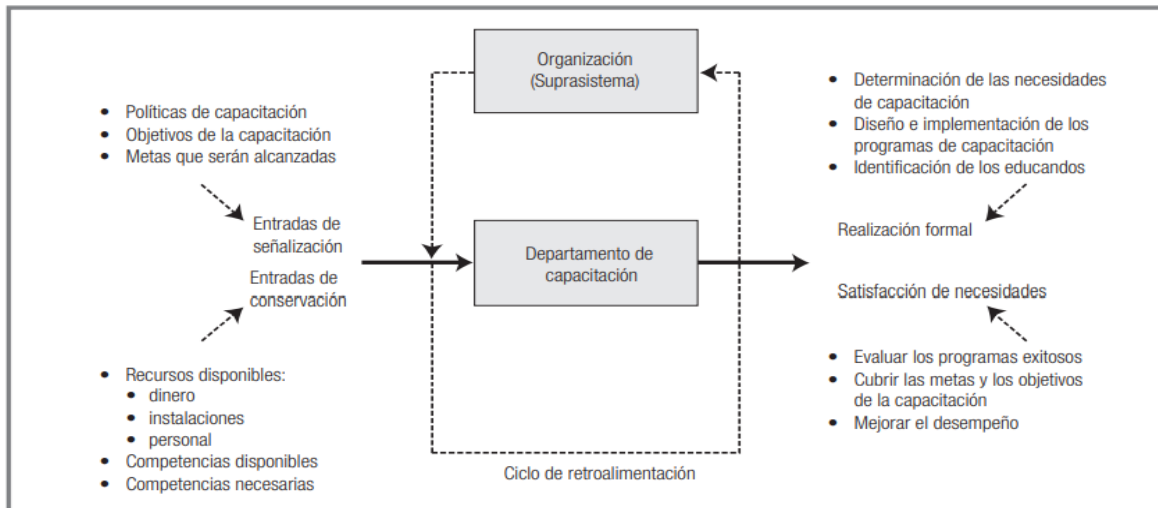 Organización
(Suprasistema)
• Políticas de capacitación
• Objetivos de la capacitación
• Metas que serán alcanzadas
• Determinación de las necesidades
de capacitación
• Diseño e implementación de los
programas de capacitación
• Identificación de los educandos
Entradas de
señalización
Entradas de
conservación
Departamento de
capacitación
Realización formal
Satisfacción de necesidades
• Recursos disponibles:
• dinero
• instalaciones
• personal
• Competencias disponibles
• Competencias necesarias
• Evaluar los programas exitosos
• Cubrir las metas y los objetivos
de la capacitación
• Mejorar el desempeño
Ciclo de retroalimentación